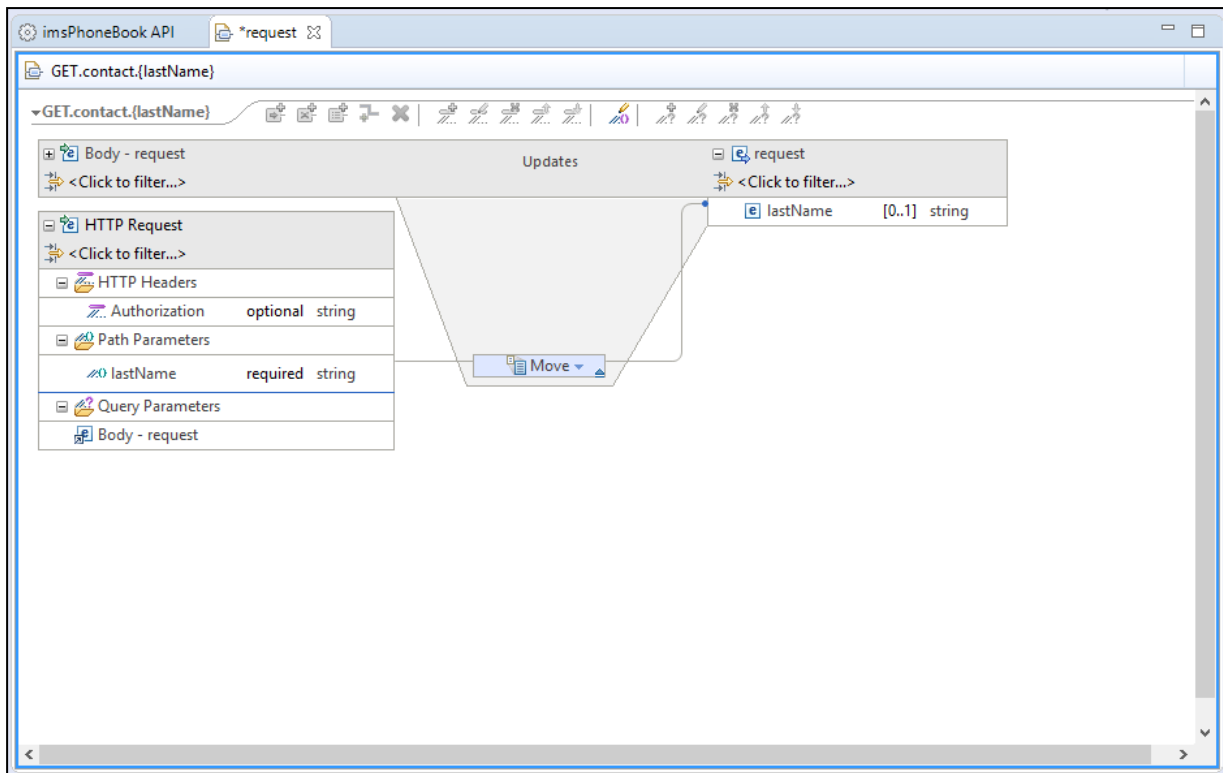 imsPhoneBook API
*request
GET.contact.{lastName}
GET.contact.{lastName}
Body - request
<Click to filter...>
Updates
request
<Click to filter...>
lastName [0..1] string
HTTP Request
<Click to filter...>
HTTP Headers
Authorization optional string
Path Parameters
lastName required string
Move
Query Parameters
Body - request